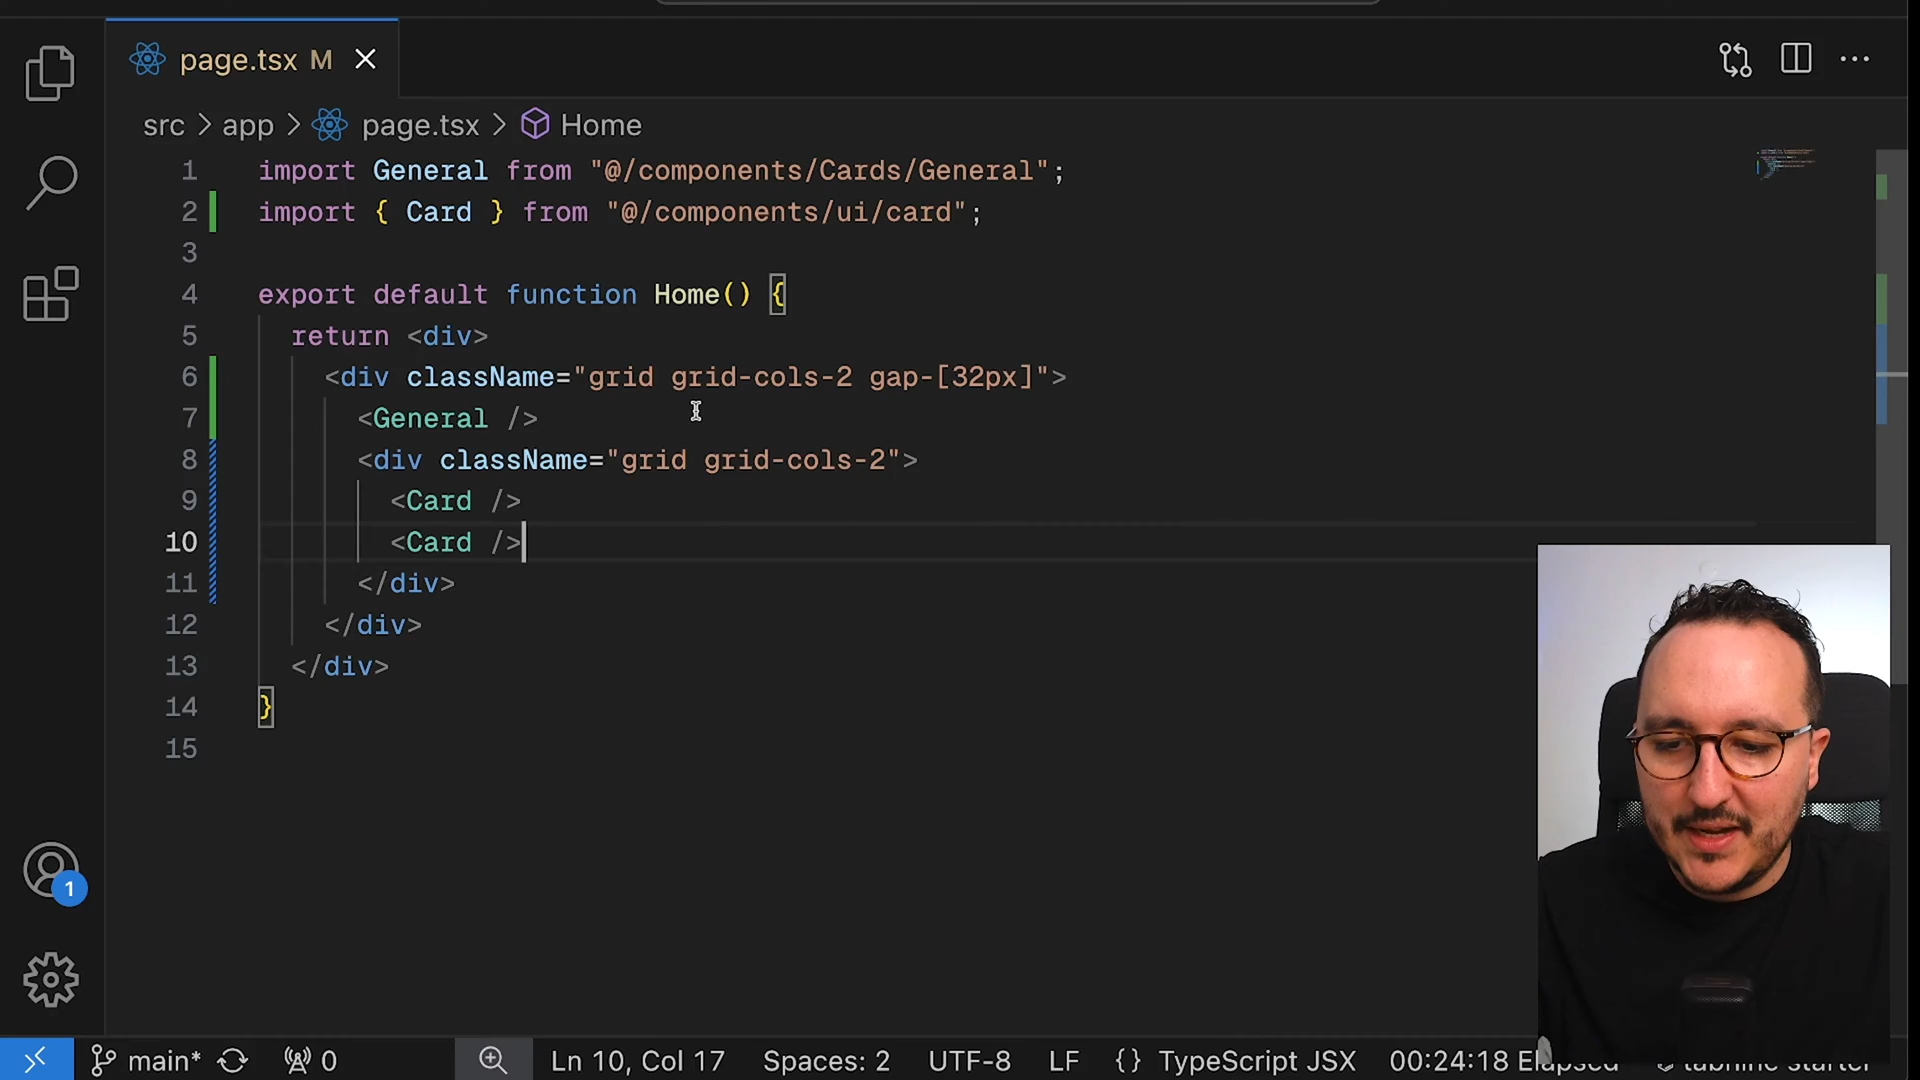 page.tsx M
src > app > page.tsx > Home
1 import General from "@/components/Cards/General";
2 import { Card } from "@/components/ui/card";
3
4 export default function Home() {
5 return <div>
6 <div className="grid grid-cols-2 gap-[32px]">
7 <General />
8 <div className="grid grid-cols-2">
9 <Card />
10 <Card />
11 </div>
12 </div>
13 </div>
14 }
15
1
main* 0 Ln 10, Col 17 Spaces: 2 UTF-8 LF {} TypeScript JSX 00:24:18 Elapsed tabnine starter